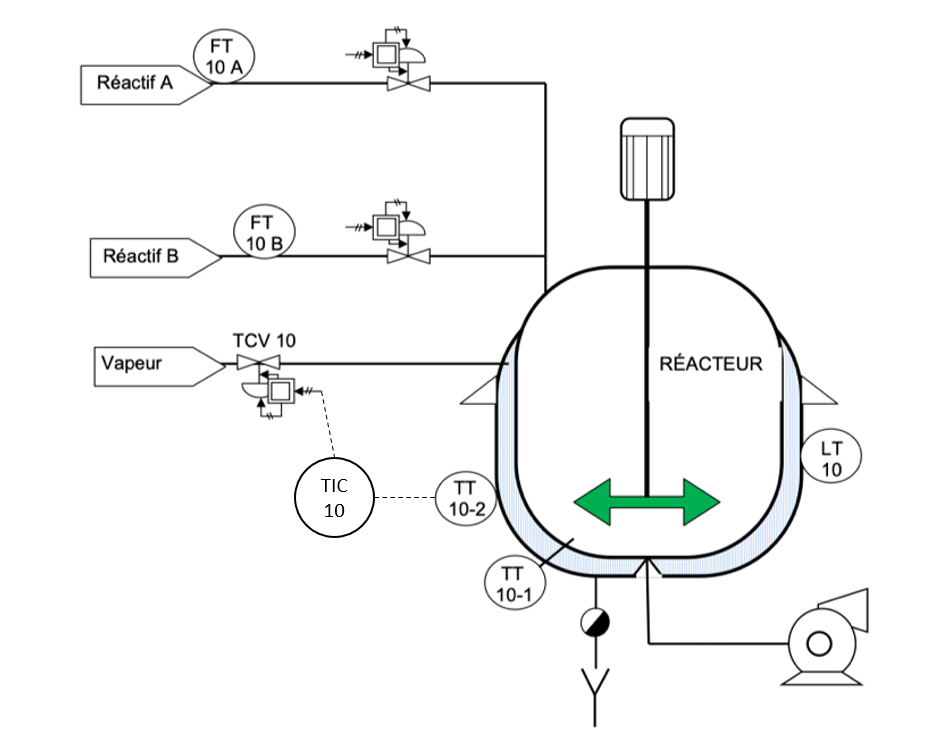 FT
10 A
Réactif A
FT
10 B
Réactif B
TCV 10
Vapeur
RÉACTEUR
LT
10
TIC
10
TT
10-2
TT
10-1